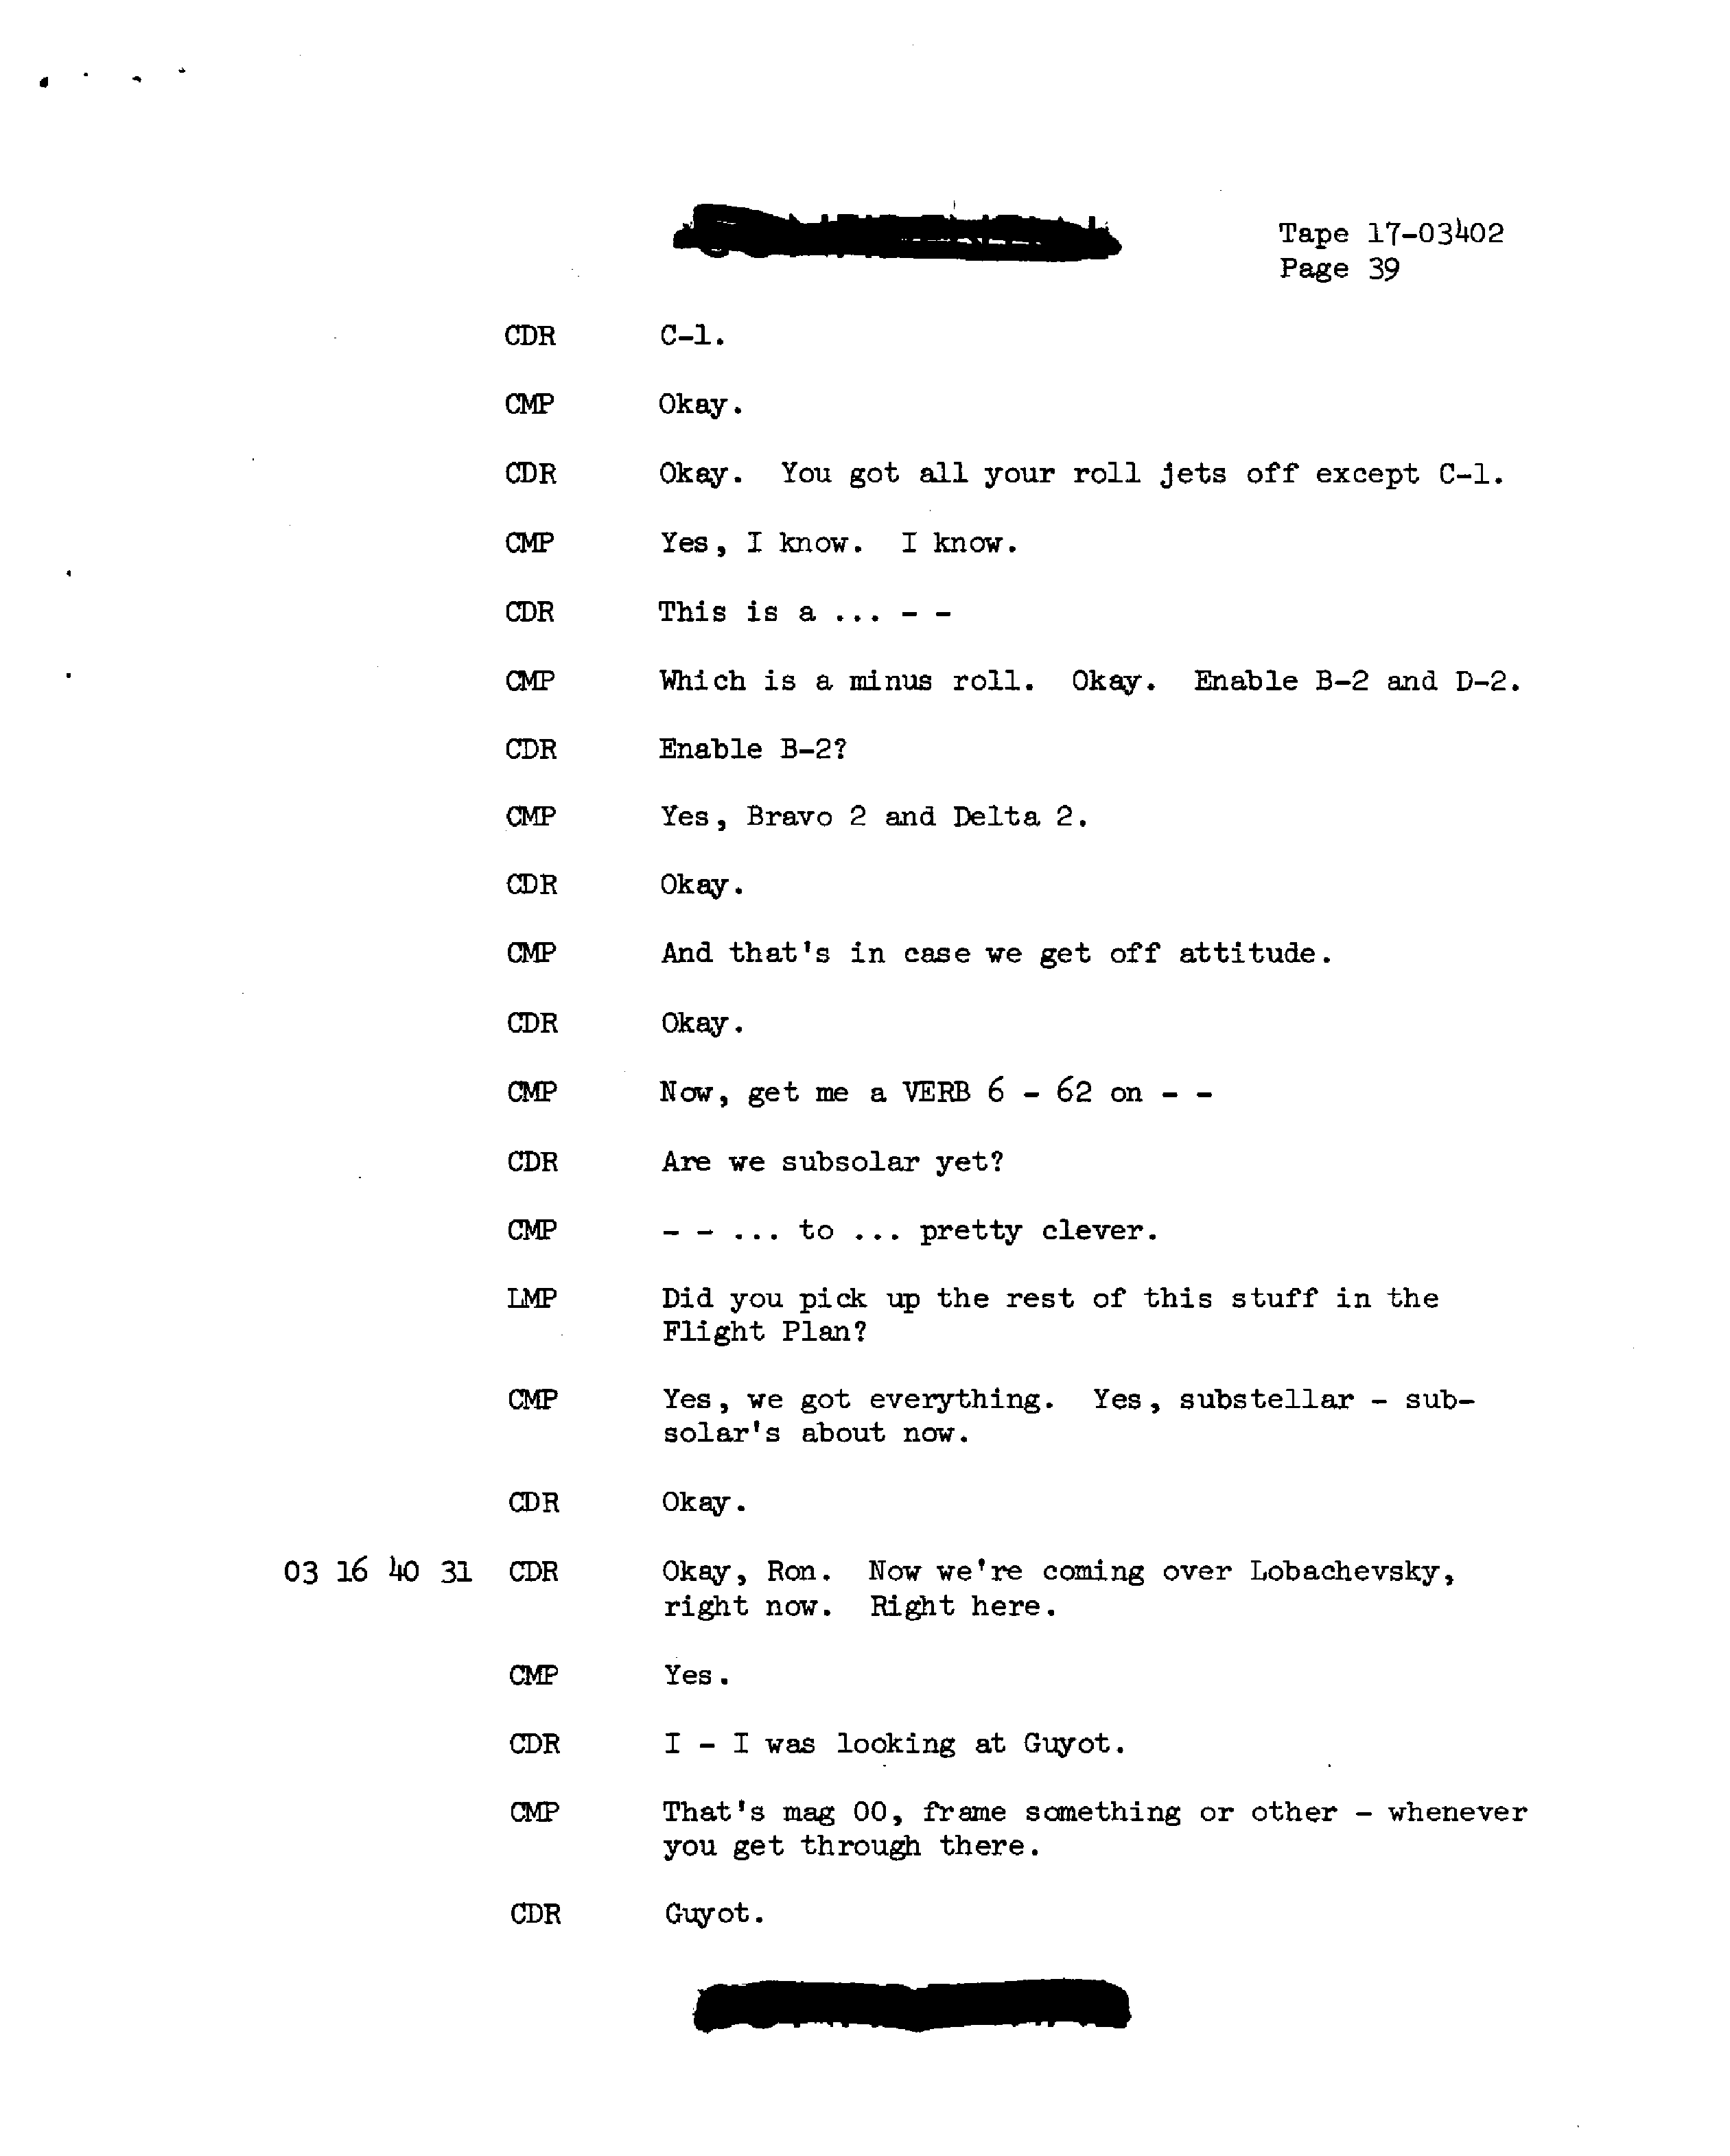 Tape 17-03402
Page 39
CDR C-1.
CMP Okay.
CDR Okay. You got all your roll jets off except C-1.
CMP Yes, I know. I know.
CDR This is a ... - -
CMP Which is a minus roll. Okay. Enable B-2 and D-2.
CDR Enable B-2?
CMP Yes, Bravo 2 and Delta 2.
CDR Okay.
CMP And that's in case we get off attitude.
CDR Okay.
CMP Now, get me a VERB 6 - 62 on - -
CDR Are we subsolar yet?
CMP - - ... to ... pretty clever.
LMP Did you pick up the rest of this stuff in the
Flight Plan?
CMP Yes, we got everything. Yes, substellar - sub-
solar's about now.
CDR Okay.
03 16 40 31 CDR Okay, Ron. Now we're coming over Lobachevsky,
right now. Right here.
CMP Yes.
CDR I - I was looking at Guyot.
CMP That's mag OO, frame something or other - whenever
you get through there.
CDR Guyot.